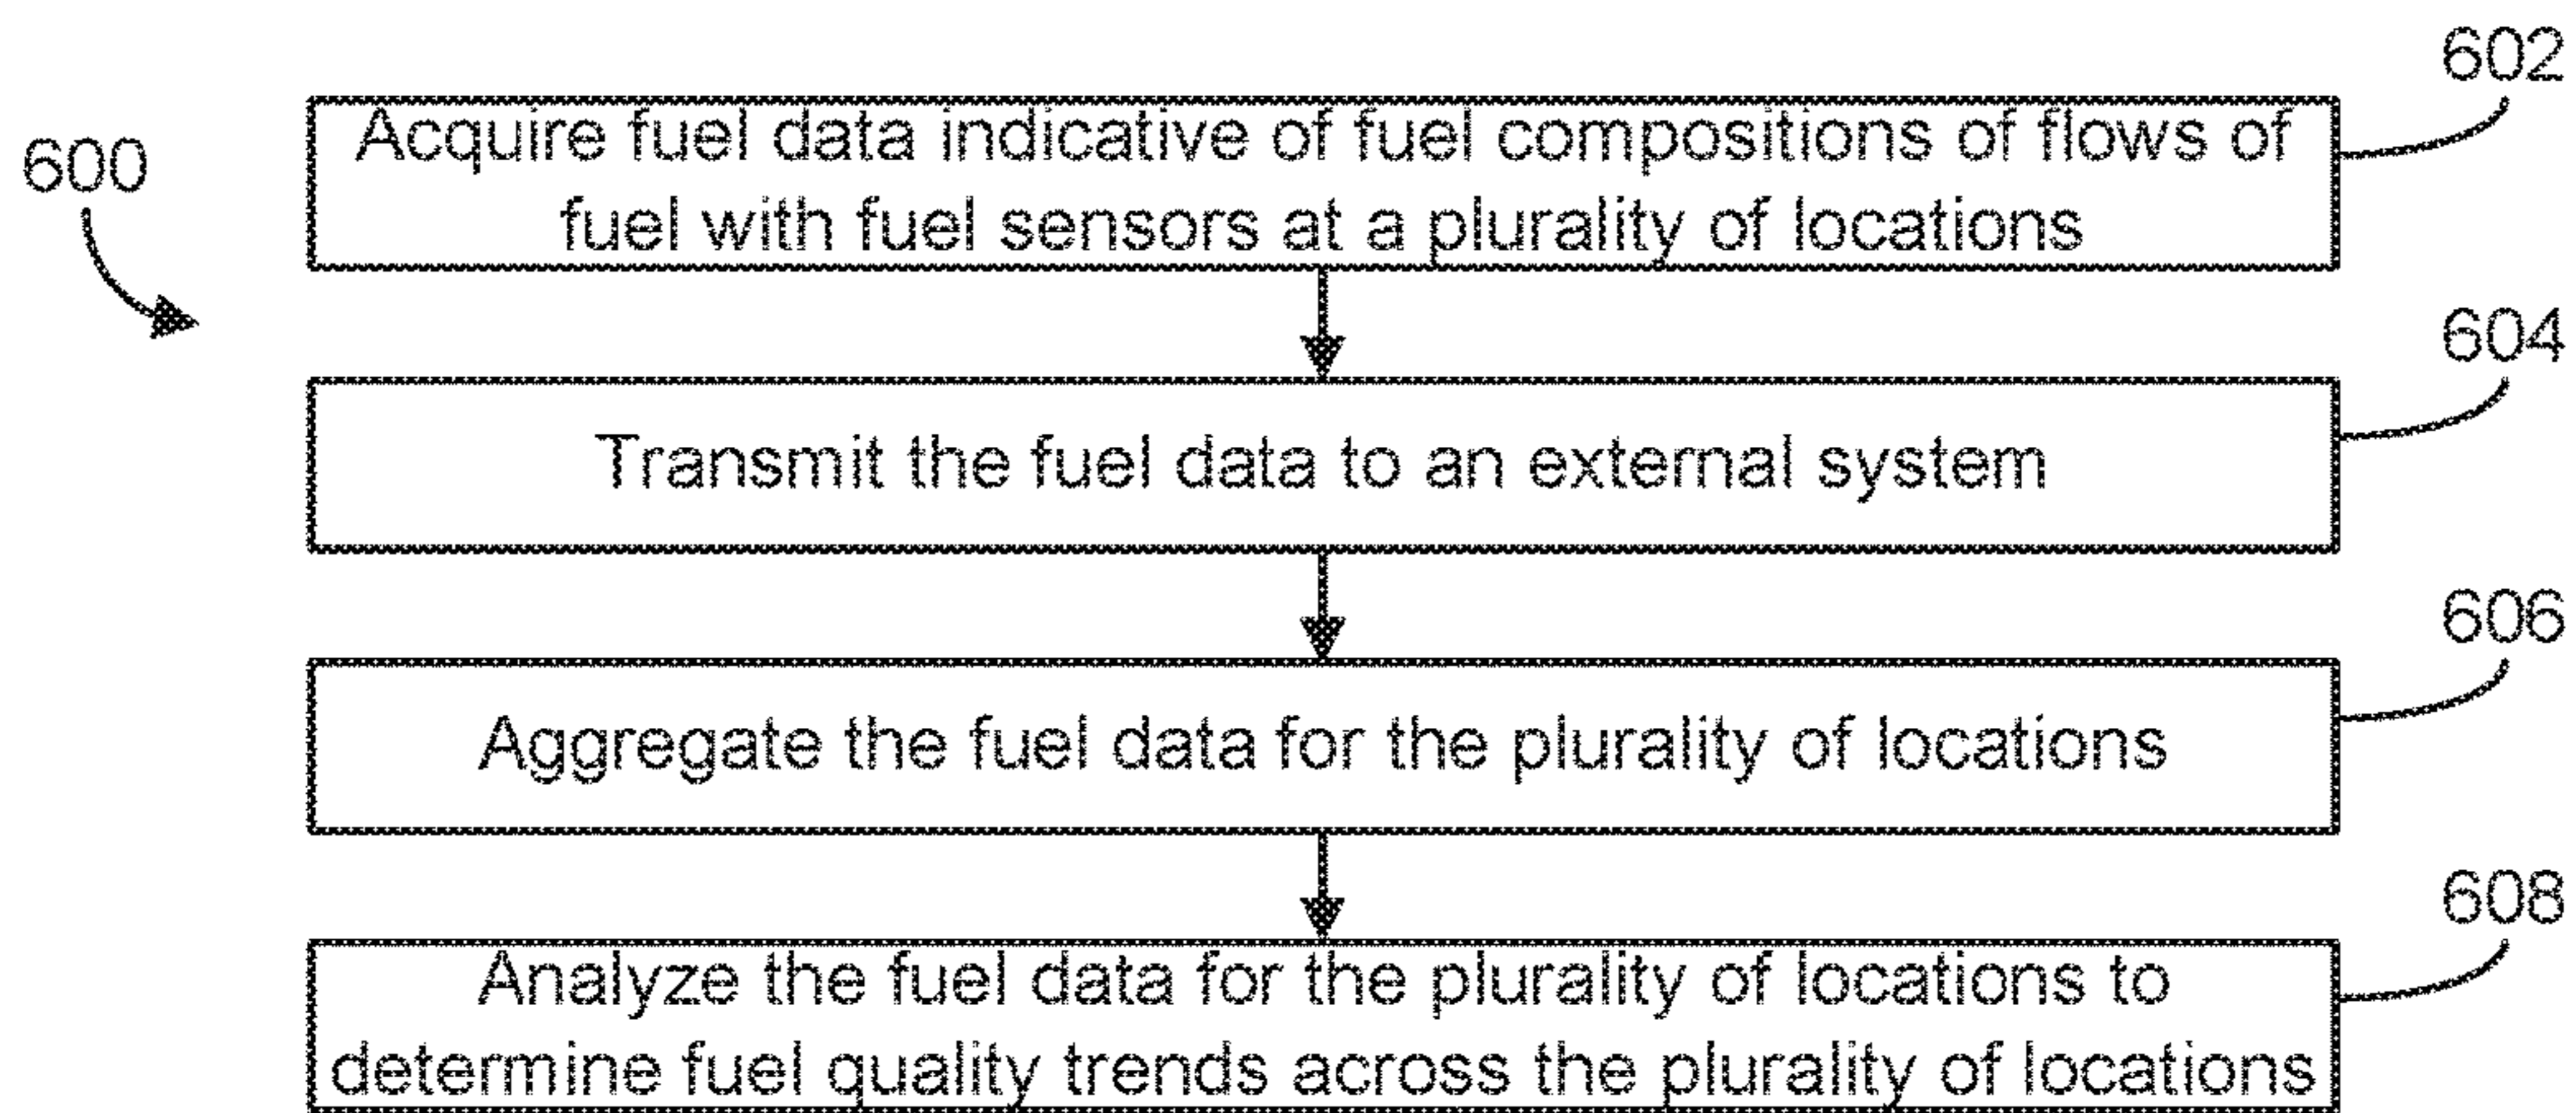 602
600
Acquire fuel data indicative of fuel compositions of flows of
fuel with fuel sensors at a plurality of locations
604
Transmit the fuel data to an external system
606
Aggregate the fuel data for the plurality of locations
608
Analyze the fuel data for the plurality of locations to
determine fuel quality trends across the plurality of locations